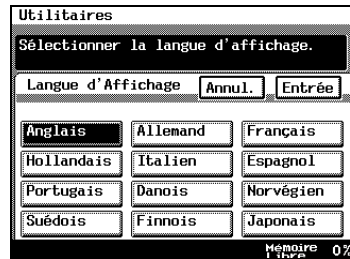 Utilitaires
Sélectionner la langue d'affichage.
Langue d'Affichage Annul. Entrée
Anglais Allemand Français
Hollandais Italien Espagnol
Portugais Danois Norvégien
Suédois Finnois Japonais
Mémoire
Libre 0%